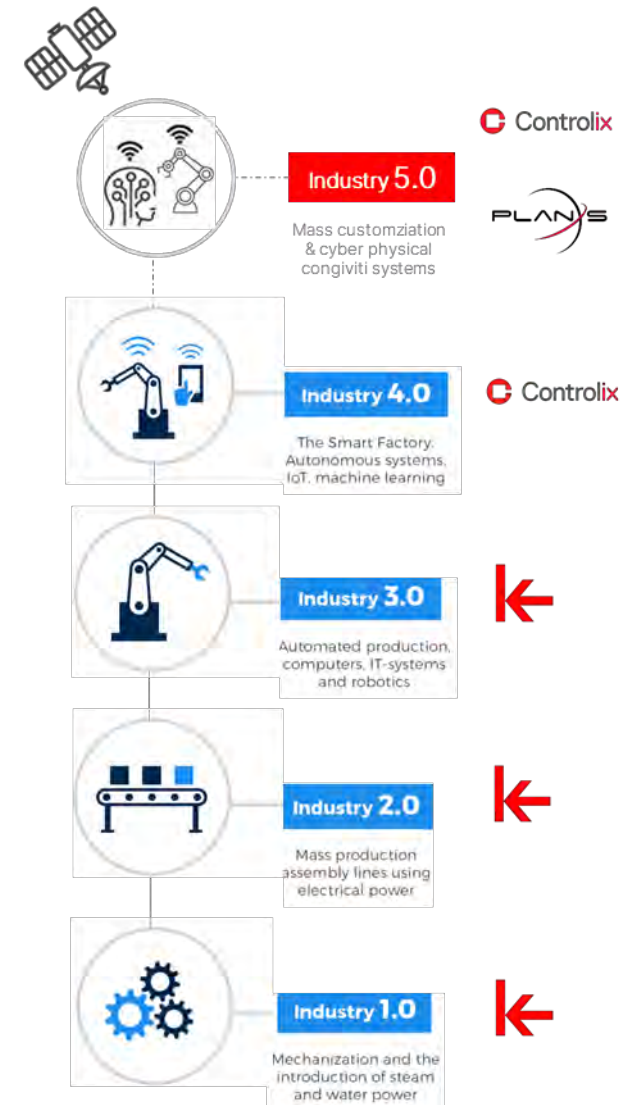 Controlix
Industry 5.0
PLANYS
Mass customziation
& cyber physical
congiviti systems
Industry 4.0
Controlix
The Smart Factory.
Autonomous systems,
IoT, machine learning
Industry 3.0
Automated production,
computers, IT-systems
and robotics
Industry 2.0
Mass production
assembly lines using
electrical power
Industry 1.0
Mechanization and the
introduction of steam
and water power